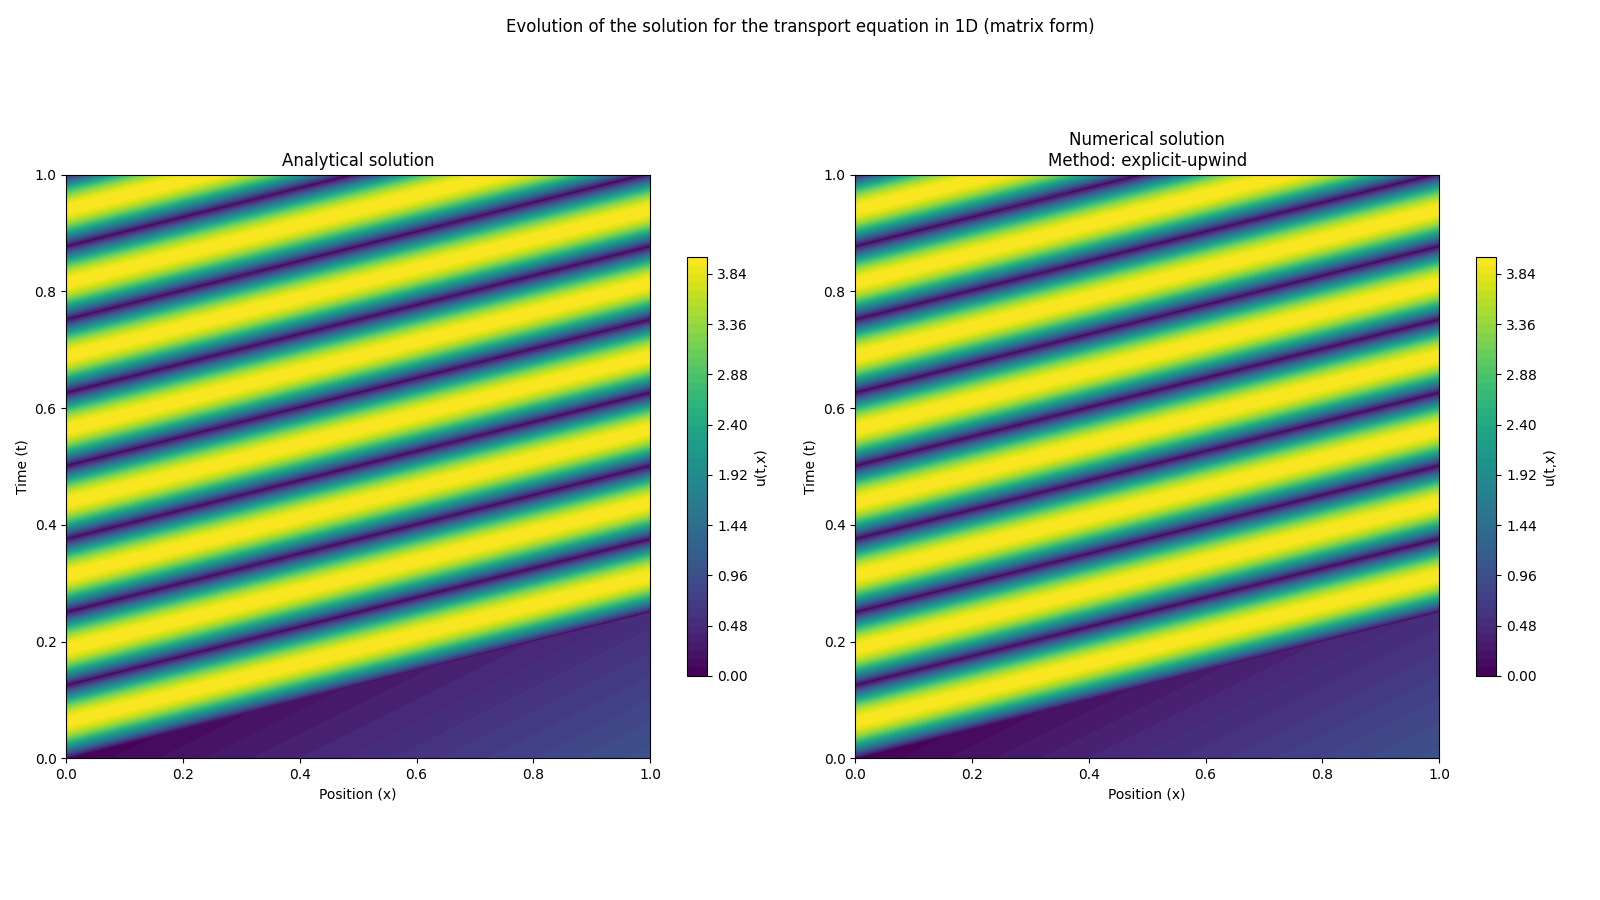 Evolution of the solution for the transport equation in 1D (matrix form)
Analytical solution
1.0
0.8
0.6
0.4
0.2
0.0
Time (t)
0.0 0.2 0.4 0.6 0.8 1.0
Position (x)
3.84
3.36
2.88
2.40
1.92
1.44
0.96
0.48
0.00
u(t,x)
Numerical solution
Method: explicit-upwind
1.0
0.8
0.6
0.4
0.2
0.0
Time (t)
0.0 0.2 0.4 0.6 0.8 1.0
Position (x)
3.84
3.36
2.88
2.40
1.92
1.44
0.96
0.48
0.00
u(t,x)